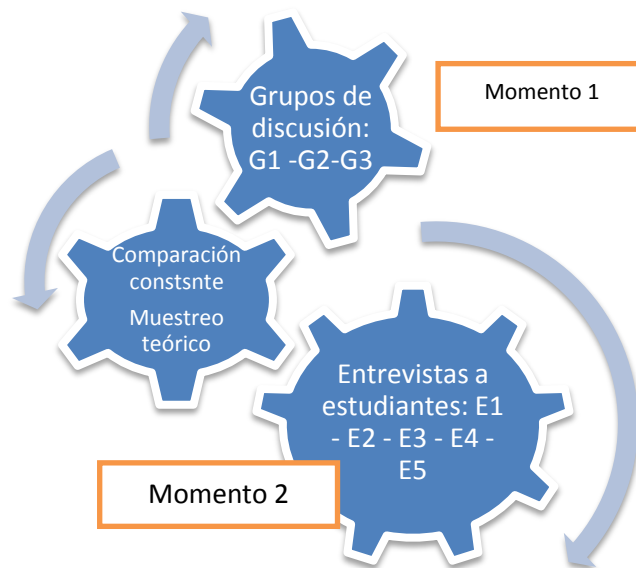 Grupos de
discusión:
G1 -G2-G3
Momento 1
Comparación
constsnte
Muestreo
teórico
Entrevistas a
estudiantes: E1
- E2 - E3 - E4 -
E5
Momento 2